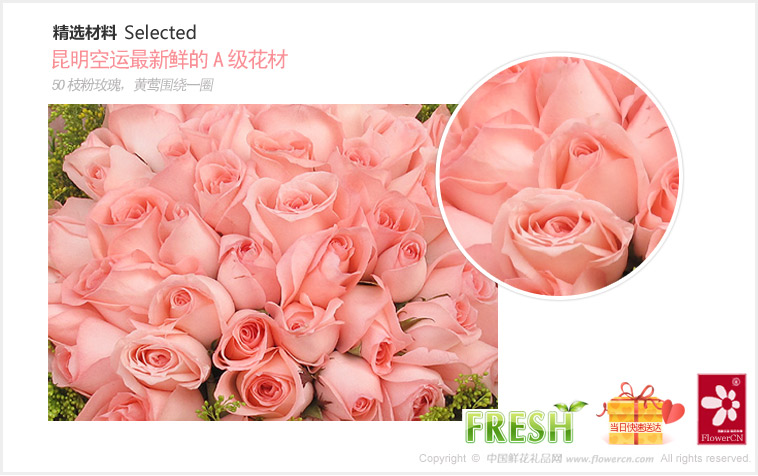 精选材料 Selected
昆明空运最新鲜的 A 级花材
50 枝粉玫瑰，黄莺围绕一圈
FRESH
当日快速送达
FlowerCN
Copyright © 中国鲜花礼品网 www.flowercn.com All rights reserved.